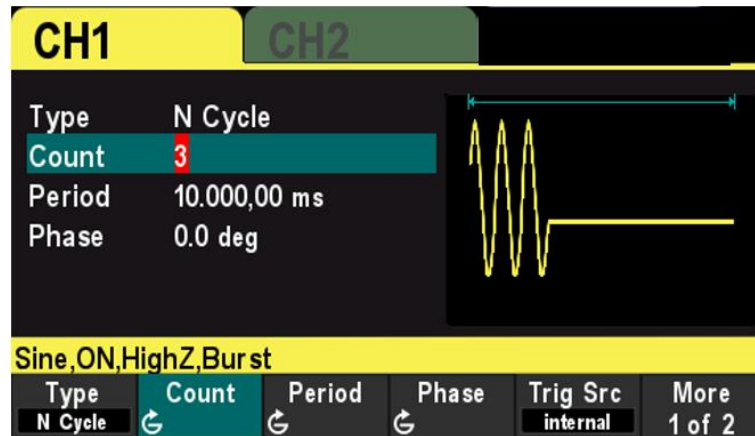 CH1 CH2
Type N Cycle
Count 3
Period 10.000,00 ms
Phase 0.0 deg
Sine,ON,HighZ,Burst
Type Count Period Phase Trig Src More
N Cycle internal 1 of 2